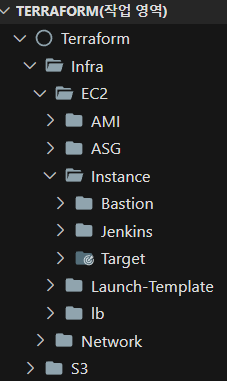 TERRAFORM(작업 영역)
Terraform
Infra
EC2
AMI
ASG
Instance
Bastion
Jenkins
Target
Launch-Template
lb
Network
S3